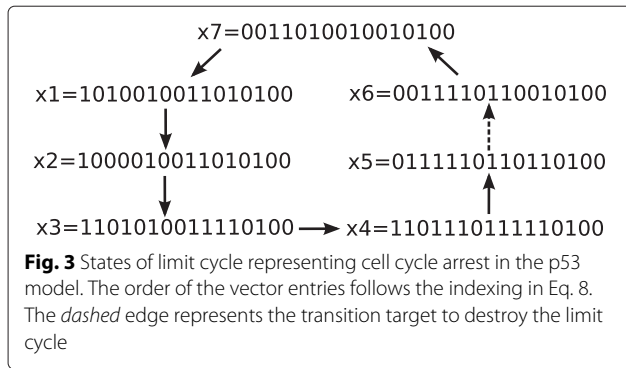 x7=0011010010010100
x1=1010010011010100 x6=0011110110010100
x2=1000010011010100 x5=0111110110110100
x3=1101010011110100 x4=1101110111110100
Fig. 3 States of limit cycle representing cell cycle arrest in the p53
model. The order of the vector entries follows the indexing in Eq. 8.
The dashed edge represents the transition target to destroy the limit
cycle